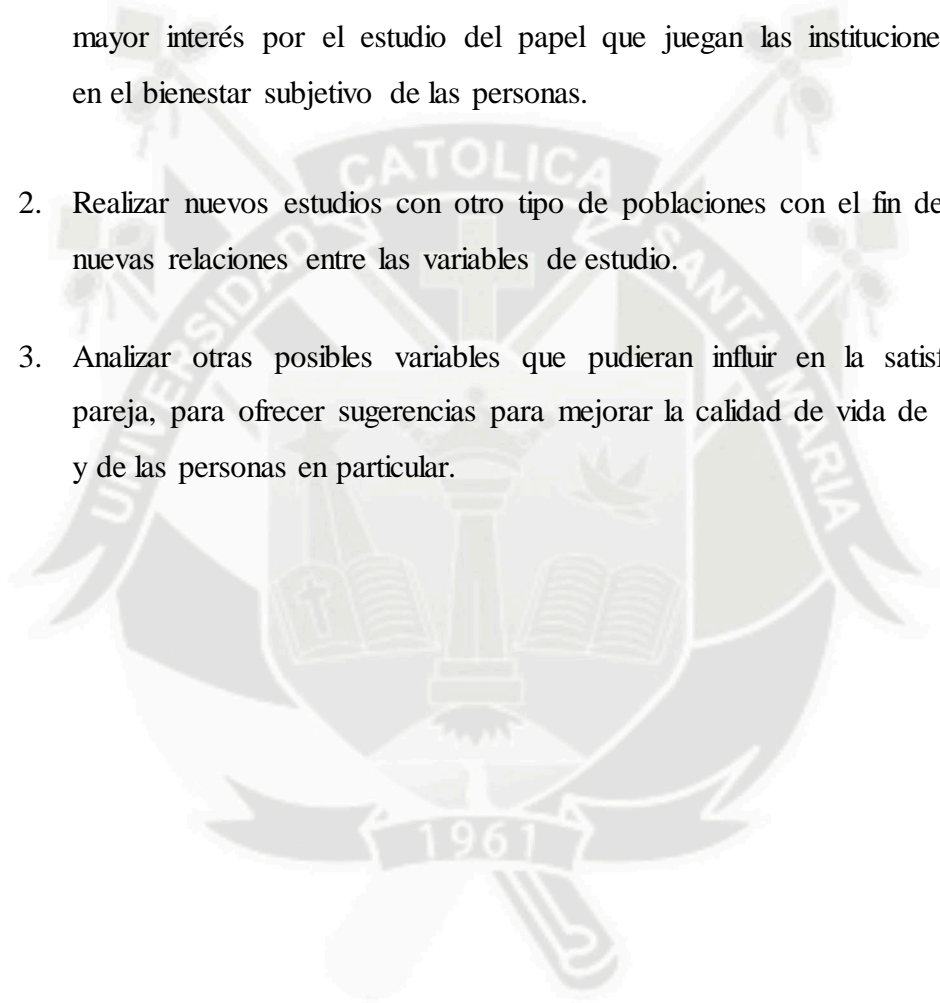 mayor interés por el estudio del papel que juegan las institucione
en el bienestar subjetivo de las personas.
2. Realizar nuevos estudios con otro tipo de poblaciones con el fin de
nuevas relaciones entre las variables de estudio.
3. Analizar otras posibles variables que pudieran influir en la satisf
pareja, para ofrecer sugerencias para mejorar la calidad de vida de
y de las personas en particular.
UNIVERSIDAD CATOLICA SANTA MARIA
1961